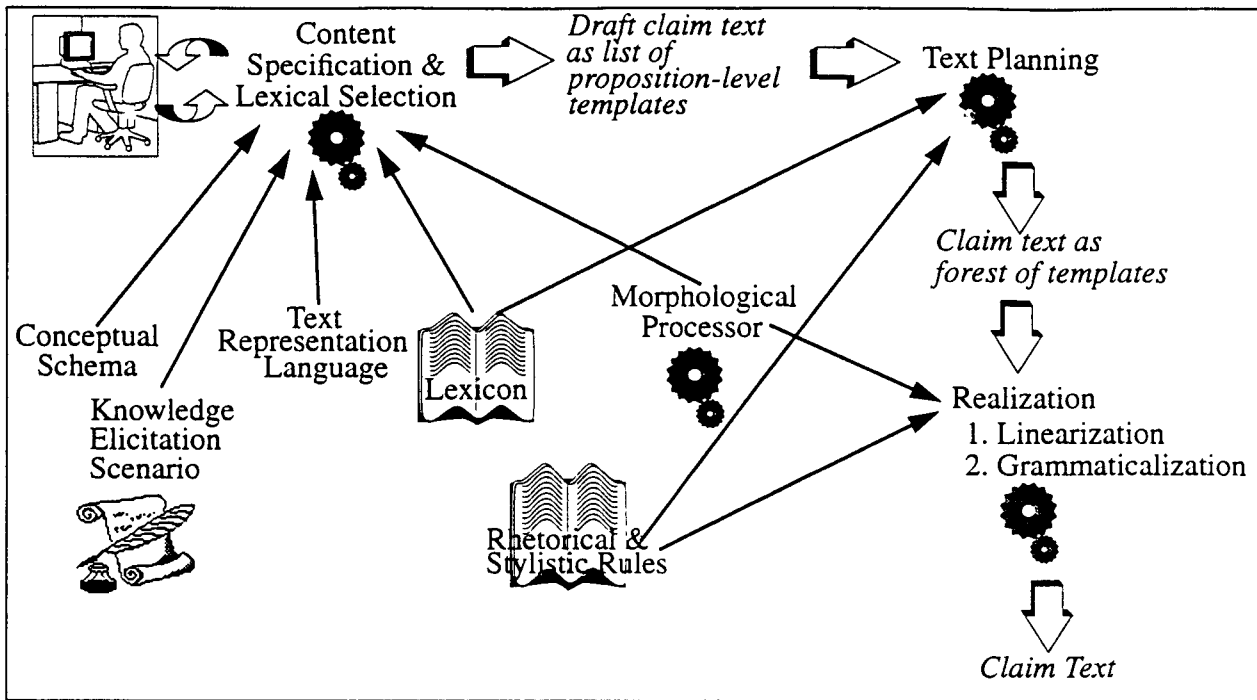 Content
Specification &
Lexical Selection
Draft claim text
as list of
proposition-level
templates
Text Planning
Claim text as
forest of templates
Conceptual
Schema
Text
Representation
Language
Lexicon
Morphological
Processor
Knowledge
Elicitation
Scenario
Realization
1. Linearization
2. Grammaticalization
Rhetorical &
Stylistic Rules
Claim Text